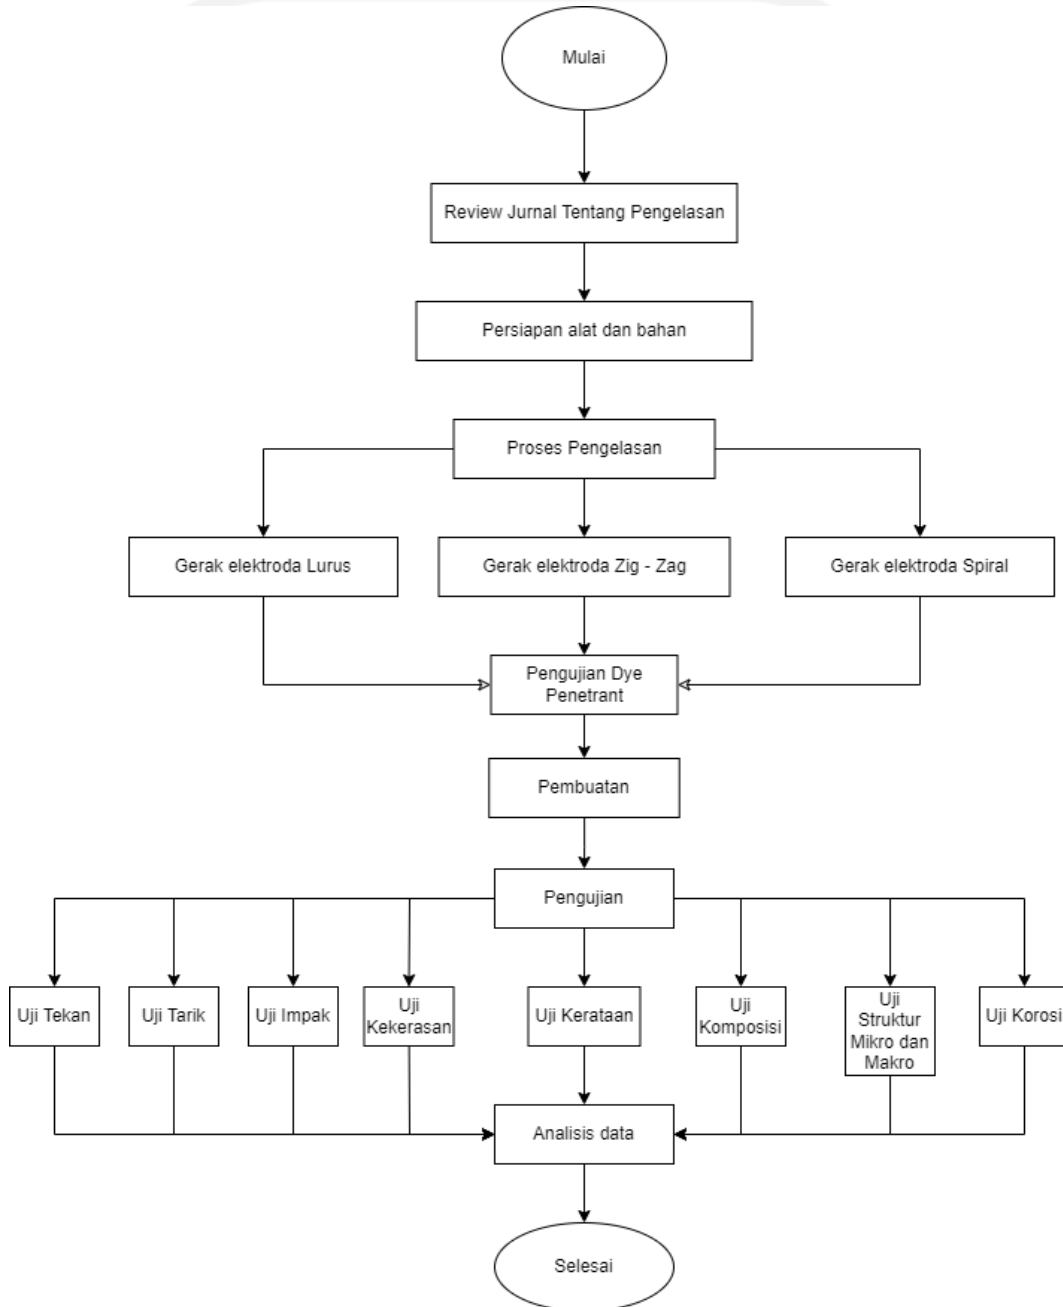 Mulai
Review Jurnal Tentang Pengelasan
Persiapan alat dan bahan
Proses Pengelasan
Gerak elektroda Lurus
Gerak elektroda Zig - Zag
Gerak elektroda Spiral
Pengujian Dye
Penetrant
Pembuatan
Pengujian
Uji Tekan
Uji Tarik
Uji Impak
Uji
Kekerasan
Uji Kerataan
Uji
Komposisi
Uji
Struktur
Mikro dan
Makro
Uji Korosi
Analisis data
Selesai